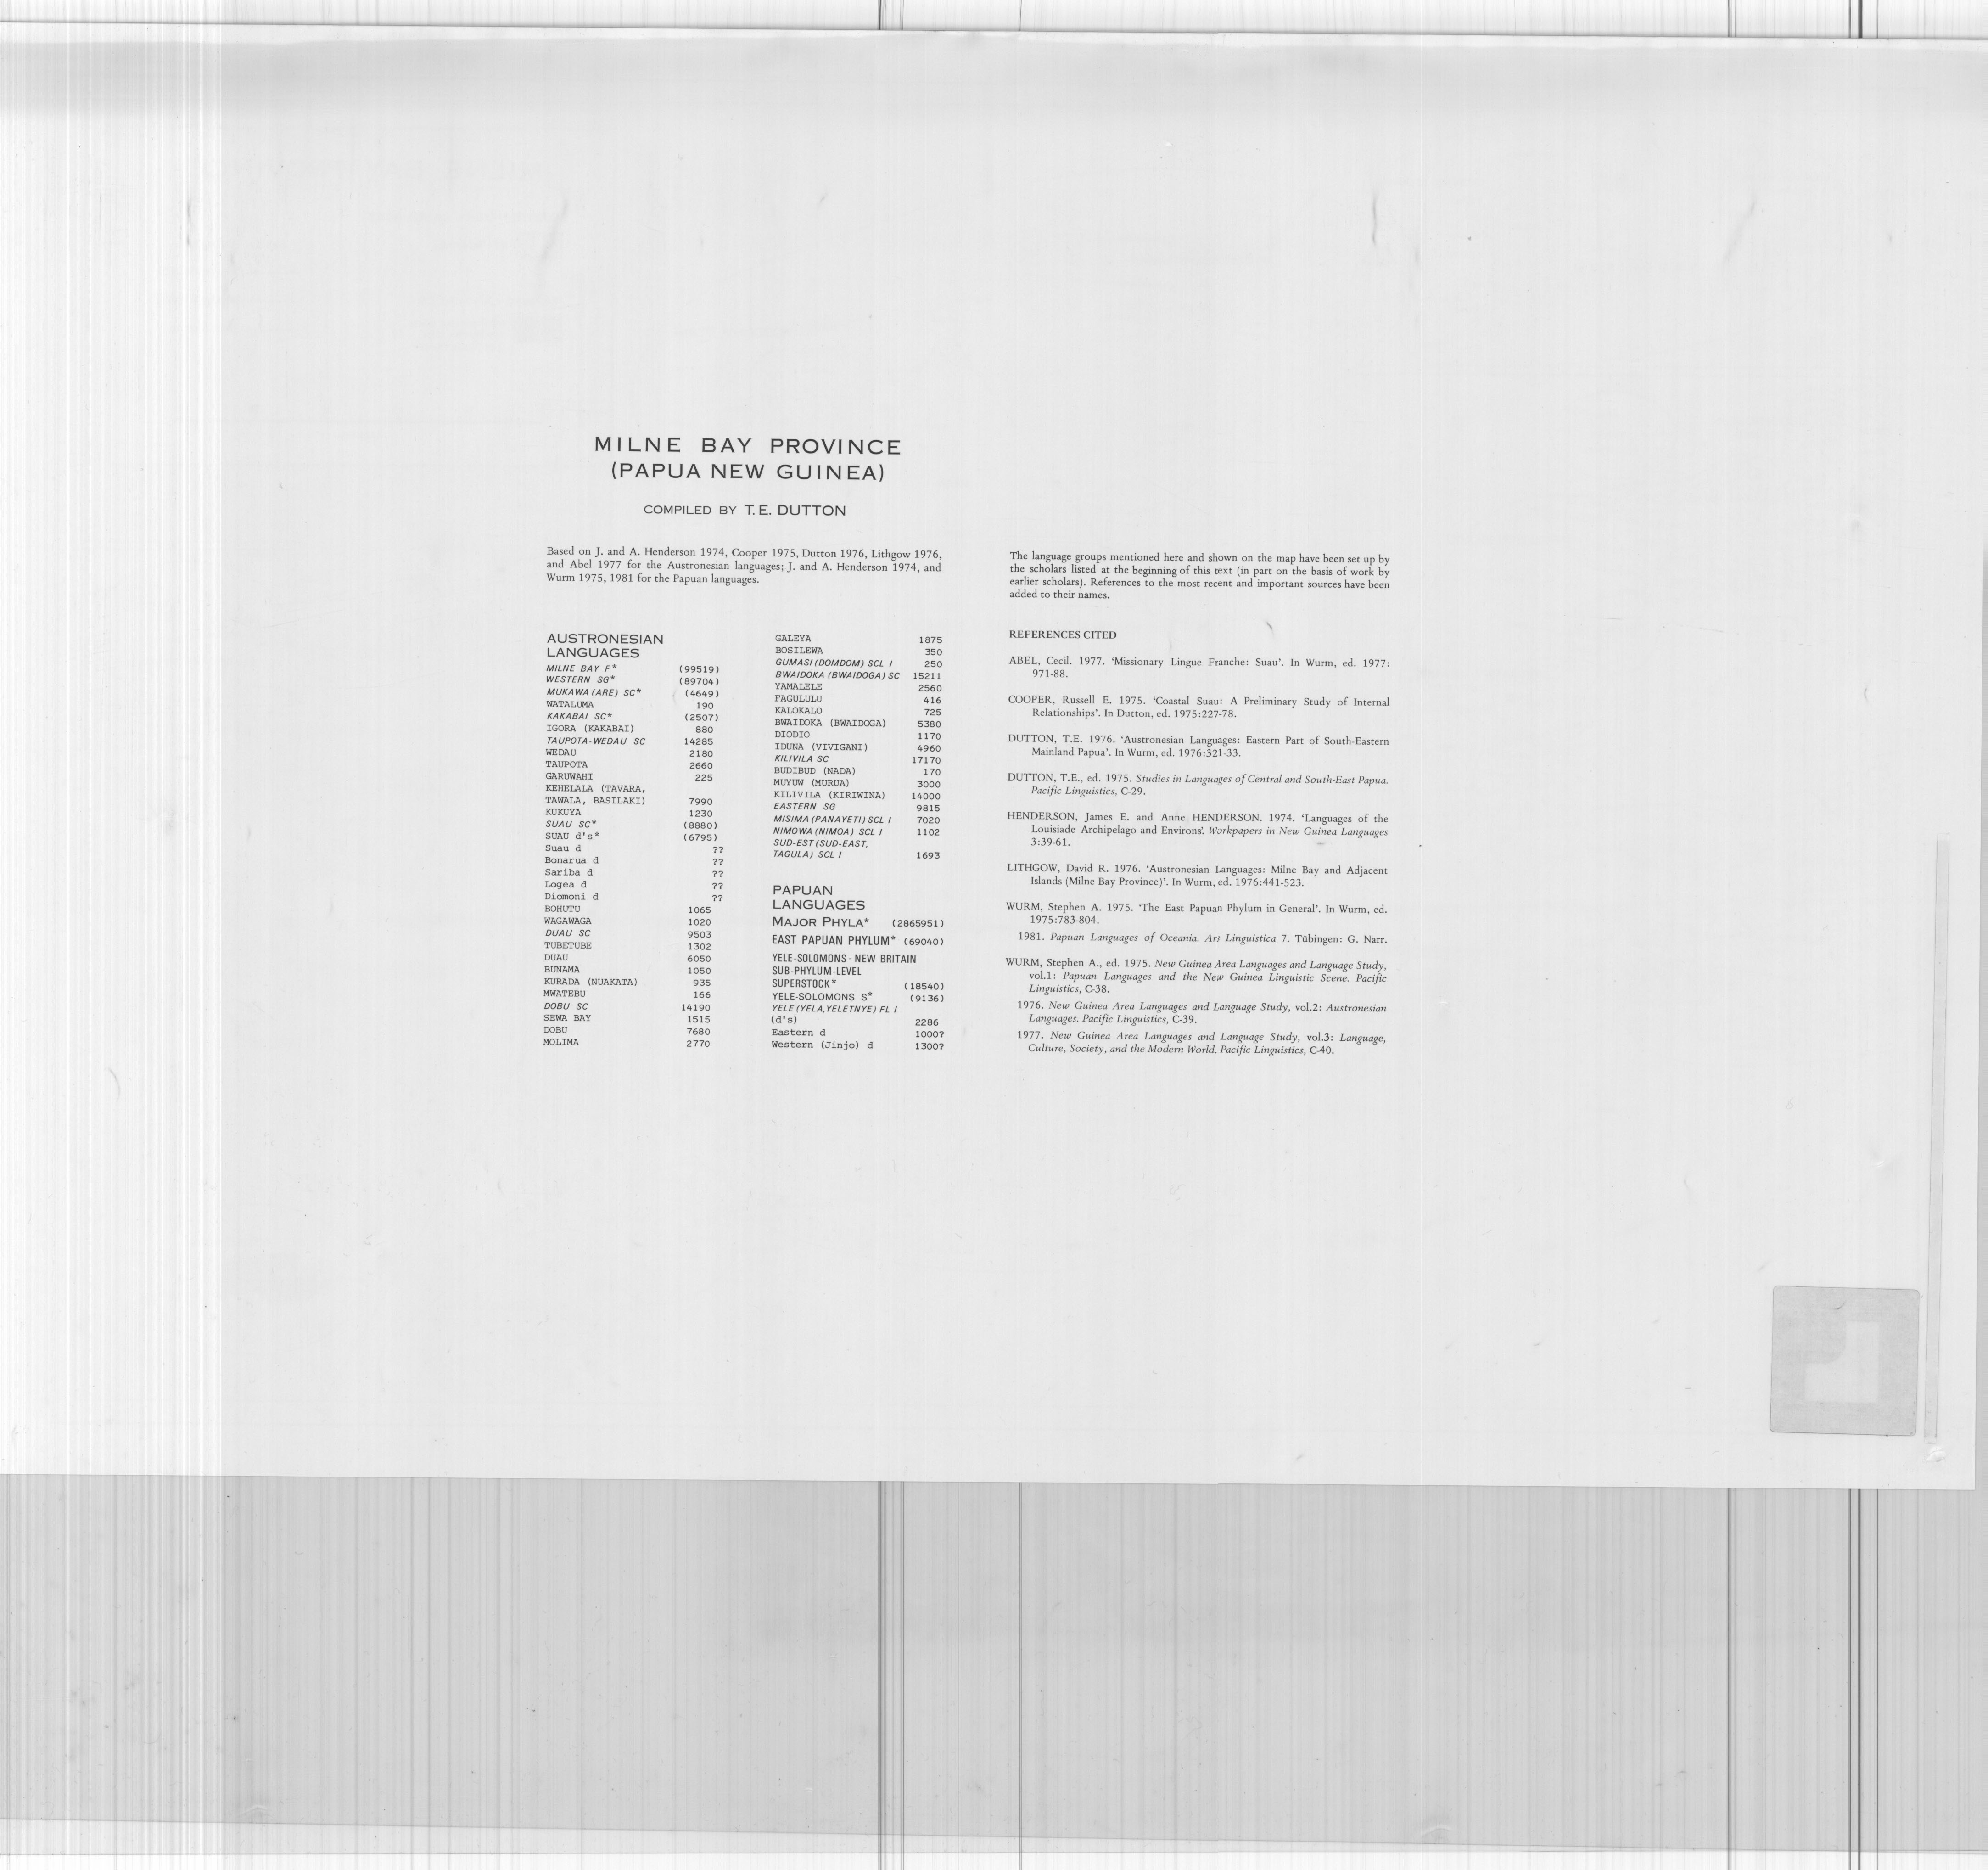 MILNE BAY PROVINCE
(PAPUA NEW GUINEA)
COMPILED BY T.E. DUTTON
Based on J. and A. Henderson 1974, Cooper 1975, Dutton 1976, Lithgow 1976,
and Abel 1977 for the Austronesian languages; J. and A. Henderson 1974, and
Wurm 1975, 1981 for the Papuan languages.
AUSTRONESIAN
LANGUAGES
MILNE BAY F* (99519)
WESTERN SG* (89704)
MUKAWA (ARE) SC* (4649)
WATALUMA 190
KAKABAI SC* (2507)
IGORA (KAKABAI) 880
TAUPOTA-WEDAU SC 14285
WEDAU 2180
TAUPOTA 2660
GARUWAHI 225
KEHELALA (TAVARA,
TAWALA, BASILAKI) 7990
KUKUYA 1230
SUAU SC* (8880)
SUAU d's* (6795)
Suau d ??
Bonarua d ??
Sariba d ??
Logea d ??
Diomoni d ??
BOHUTU 1065
WAGAWAGA 1020
DUAU SC 9503
TUBETUBE 1302
DUAU 6050
BUNAMA 1050
KURADA (NUAKATA) 935
MWATEBU 166
DOBU SC 14190
SEWA BAY 1515
DOBU 7680
MOLIMA 2770
GALEYA 1875
BOSILEWA 350
GUMASI (DOMDOM) SCL I 250
BWAIDOKA (BWAIDOGA) SC 15211
YAMALELE 2560
FAGULULU 416
KALOKALO 725
BWAIDOKA (BWAIDOGA) 5380
DIODIO 1170
IDUNA (VIVIGANI) 4960
KILIVILA SC 17170
BUDIBUD (NADA) 170
MUYUW (MURUA) 3000
KILIVILA (KIRIWINA) 14000
EASTERN SG 9815
MISIMA (PANAYETI) SCL I 7020
NIMOWA (NIMOA) SCL I 1102
SUD-EST (SUD-EAST,
TAGULA) SCL I 1693
PAPUAN
LANGUAGES
MAJOR PHYLA* (2865951)
EAST PAPUAN PHYLUM* (69040)
YELE-SOLOMONS - NEW BRITAIN
SUB-PHYLUM-LEVEL
SUPERSTOCK* (18540)
YELE-SOLOMONS S* (9136)
YELE (YELA, YELETNYE) FL I
(d's) 2286
Eastern d 1000?
Western (Jinjo) d 1300?
The language groups mentioned here and shown on the map have been set up by
the scholars listed at the beginning of this text (in part on the basis of work by
earlier scholars). References to the most recent and important sources have been
added to their names.
REFERENCES CITED
ABEL, Cecil. 1977. 'Missionary Lingue Franche: Suau'. In Wurm, ed. 1977:
971-88.
COOPER, Russell E. 1975. 'Coastal Suau: A Preliminary Study of Internal
Relationships'. In Dutton, ed. 1975:227-78.
DUTTON, T.E. 1976. 'Austronesian Languages: Eastern Part of South-Eastern
Mainland Papua'. In Wurm, ed. 1976:321-33.
DUTTON, T.E., ed. 1975. Studies in Languages of Central and South-East Papua.
Pacific Linguistics, C-29.
HENDERSON, James E. and Anne HENDERSON. 1974. 'Languages of the
Louisiade Archipelago and Environs'. Workpapers in New Guinea Languages
3:39-61.
LITHGOW, David R. 1976. 'Austronesian Languages: Milne Bay and Adjacent
Islands (Milne Bay Province)'. In Wurm, ed. 1976:441-523.
WURM, Stephen A. 1975. 'The East Papuan Phylum in General'. In Wurm, ed.
1975:783-804.
1981. Papuan Languages of Oceania. Ars Linguistica 7. Tübingen: G. Narr.
WURM, Stephen A., ed. 1975. New Guinea Area Languages and Language Study,
vol.1: Papuan Languages and the New Guinea Linguistic Scene. Pacific
Linguistics, C-38.
1976. New Guinea Area Languages and Language Study, vol.2: Austronesian
Languages. Pacific Linguistics, C-39.
1977. New Guinea Area Languages and Language Study, vol.3: Language,
Culture, Society, and the Modern World. Pacific Linguistics, C-40.